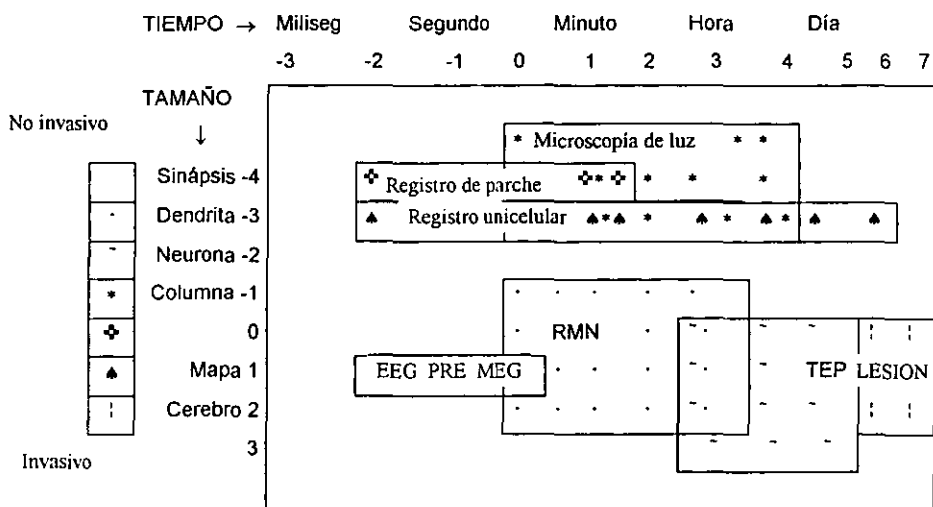 TIEMPO → Miliseg Segundo Minuto Hora Día
-3 -2 -1 0 1 2 3 4 5 6 7
TAMAÑO
No invasivo
↓
Microscopía de luz
Sinápsis -4
Registro de parche
Dendrita -3
Registro unicelular
Neurona -2
Columna -1
0
RMN
Mapa 1
EEG PRE MEG
TEP LESION
Cerebro 2
3
Invasivo